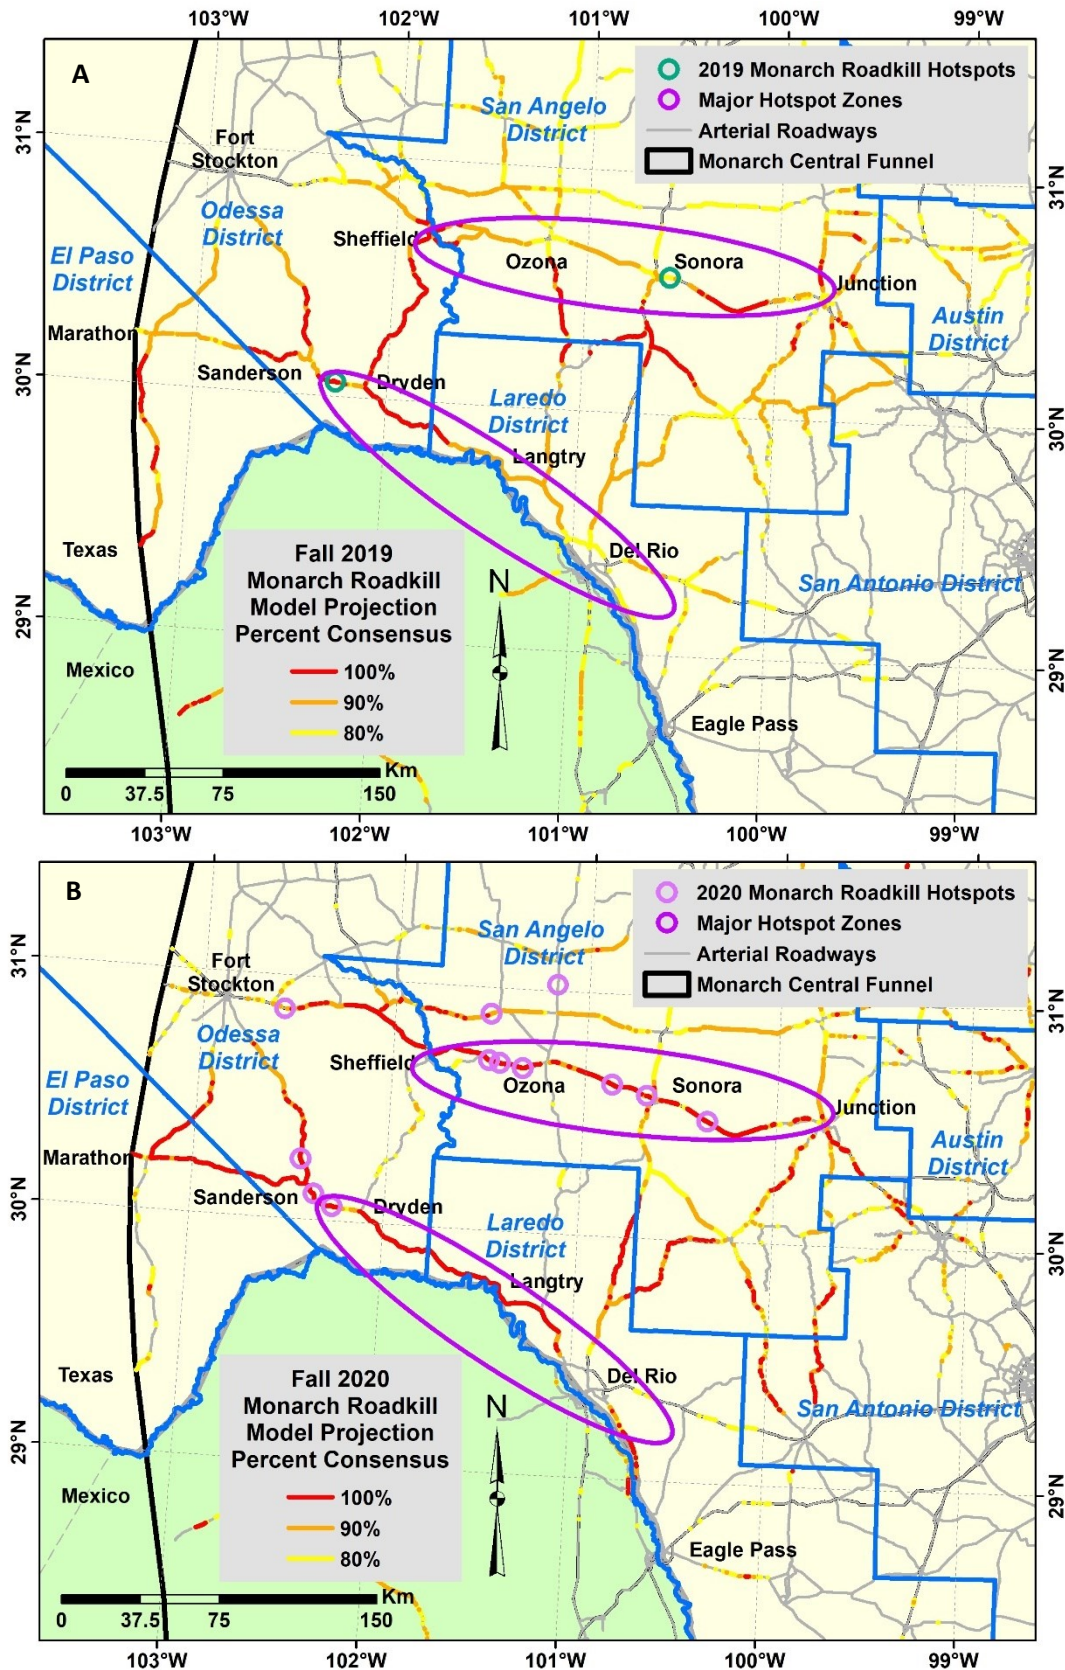 103°W 102°W 101°W 100°W 99°W
A
2019 Monarch Roadkill Hotspots
Major Hotspot Zones
Arterial Roadways
Monarch Central Funnel
San Angelo
District
31°N
31°N
Fort
Stockton
Odessa
District
El Paso
District
Sheffield
Ozona
Sonora
Junction
Marathon
Austin
District
Sanderson
Dryden
30°N
30°N
Laredo
District
Langtry
Texas
Del Rio
San Antonio District
29°N
29°N
Mexico
Eagle Pass
Fall 2019
Monarch Roadkill
Model Projection
Percent Consensus
100%
90%
80%
N
Km
0 37.5 75 150
103°W 102°W 101°W 100°W 99°W
B
2020 Monarch Roadkill Hotspots
Major Hotspot Zones
Arterial Roadways
Monarch Central Funnel
San Angelo
District
31°N
31°N
Fort
Stockton
Odessa
District
El Paso
District
Sheffield
Ozona
Sonora
Junction
Marathon
Austin
District
Sanderson
Dryden
30°N
30°N
Laredo
District
Langtry
Texas
Del Rio
San Antonio District
29°N
29°N
Mexico
Eagle Pass
Fall 2020
Monarch Roadkill
Model Projection
Percent Consensus
100%
90%
80%
N
Km
0 37.5 75 150
103°W 102°W 101°W 100°W 99°W